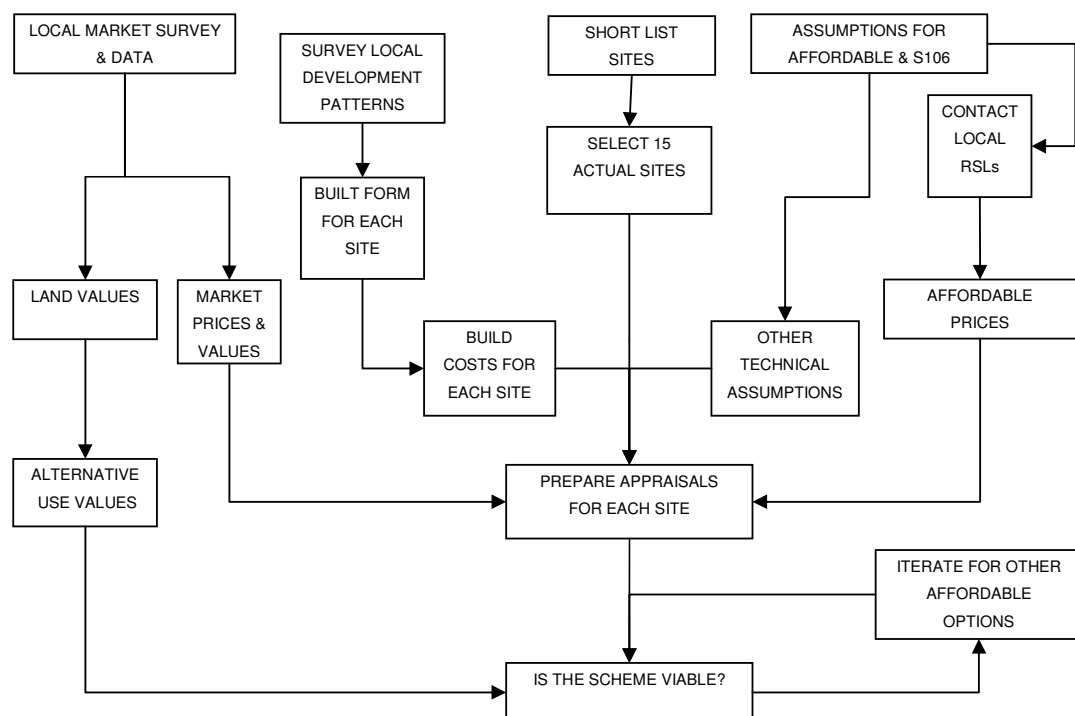 LOCAL MARKET SURVEY
& DATA
SURVEY LOCAL
DEVELOPMENT
PATTERNS
SHORT LIST
SITES
ASSUMPTIONS FOR
AFFORDABLE & S106
CONTACT
LOCAL
RSLs
SELECT 15
ACTUAL SITES
BUILT FORM
FOR EACH
SITE
LAND VALUES
MARKET
PRICES &
VALUES
AFFORDABLE
PRICES
BUILD
COSTS FOR
EACH SITE
OTHER
TECHNICAL
ASSUMPTIONS
ALTERNATIVE
USE VALUES
PREPARE APPRAISALS
FOR EACH SITE
ITERATE FOR OTHER
AFFORDABLE
OPTIONS
IS THE SCHEME VIABLE?